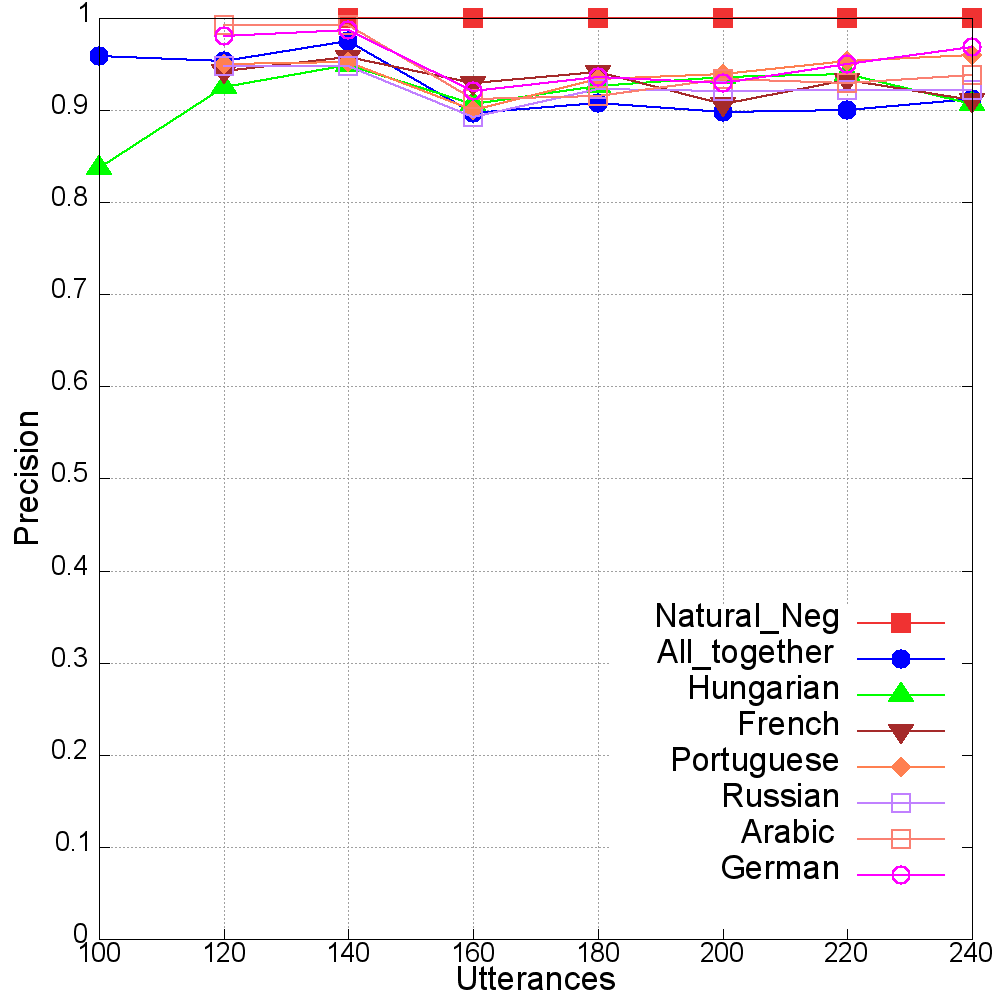 1
0.9
0.8
0.7
0.6
0.5
0.4
0.3
0.2
0.1
0
Precision
Natural_Neg
All_together
Hungarian
French
Portuguese
Russian
Arabic
German
100 120 140 160 180 200 220 240
Utterances